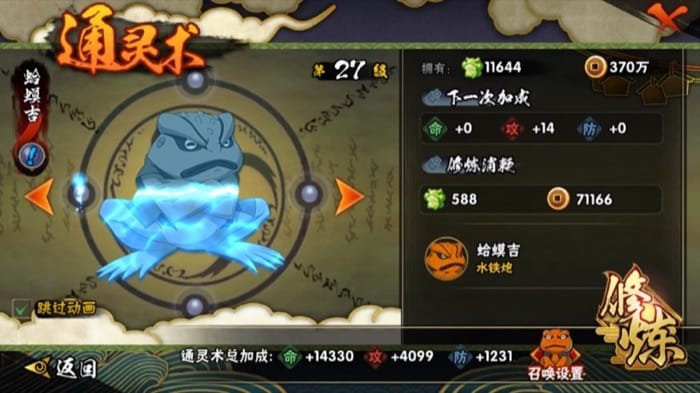 通灵术
蛤蟆吉
第27级
拥有: 11644 370万
下一次加成
命 +0 攻 +14 防 +0
修炼消耗
588 71166
蛤蟆吉
水铁炮
跳过动画
修炼
返回
通灵术总加成: 命 +14330 攻 +4099 防 +1231
召唤设置